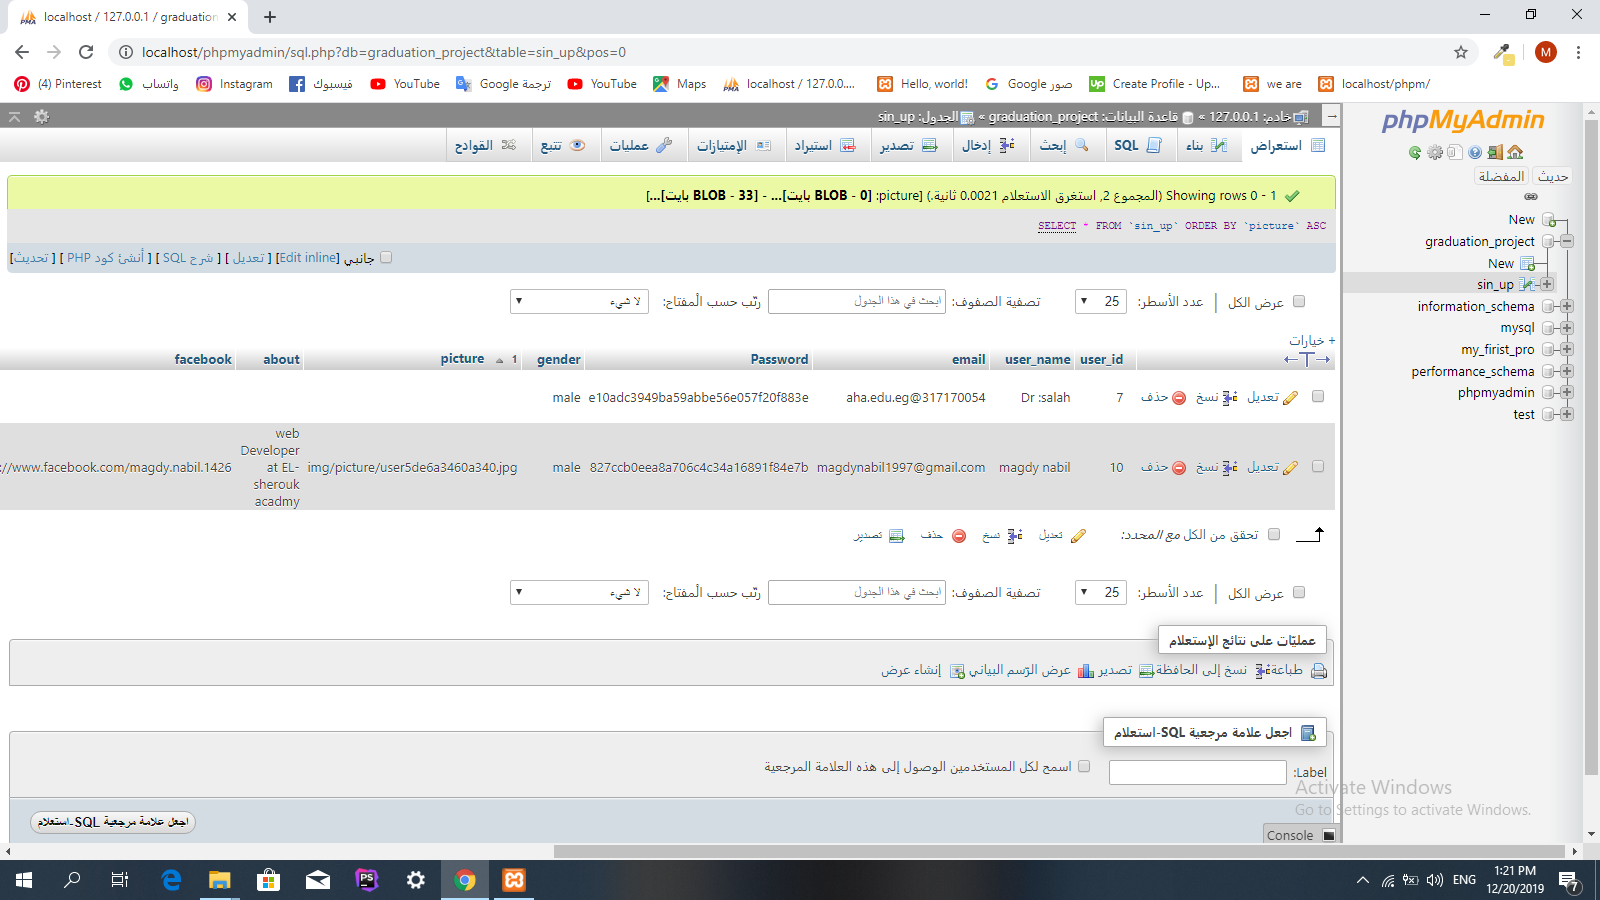 localhost / 127.0.0.1 / graduation
localhost/phpmyadmin/sql.php?db=graduation_project&table=sin_up&pos=0
M
(4) Pinterest
واتساب
Instagram
فيسبوك
YouTube
ترجمة Google
YouTube
Maps
localhost / 127.0.0....
Hello, world!
صور Google
Create Profile - Up...
we are
localhost/phpm/
خادم: 127.0.0.1 » قاعدة البيانات: graduation_project » الجدول: sin_up
استعراض
بناء
SQL
إبحث
إدخال
تصدير
استيراد
الإمتيازات
عمليات
تتبع
القوادح
Showing rows 0 - 1 (المجموع 2, استغرق الاستعلام 0.0021 ثانية.) [picture: [BLOB - 0 بايت]... - [BLOB - 33 بايت]...]
SELECT * FROM `sin_up` ORDER BY `picture` ASC
جانبي [Edit inline] [ تعديل ] [ شرح SQL ] [ أنشئ كود PHP ] [ تحديث]
عرض الكل | عدد الأسطر: 25 تصفية الصفوف: ابحث في هذا الجدول رتّب حسب الْمفتاح: لا شيء
+ خيارات
user_id user_name email Password gender picture 1 about facebook
تعديل نسخ حذف 7 Dr :salah aha.edu.eg@317170054 e10adc3949ba59abbe56e057f20f883e male
تعديل نسخ حذف 10 magdy nabil magdynabil1997@gmail.com 827ccb0eea8a706c4c34a16891f84e7b male img/picture/user5de6a3460a340.jpg
web
Developer
at EL-
sherouk
acadmy
://www.facebook.com/magdy.nabil.1426
تحقق من الكل مع المحدد: تعديل نسخ حذف تصدير
عرض الكل | عدد الأسطر: 25 تصفية الصفوف: ابحث في هذا الجدول رتّب حسب الْمفتاح: لا شيء
عمليّات على نتائج الإستعلام
طباعة نسخ إلى الحافظة تصدير عرض الرّسم البياني إنشاء عرض
اجعل علامة مرجعية SQL-استعلام
Label: اسمح لكل المستخدمين الوصول إلى هذه العلامة المرجعية
اجعل علامة مرجعية SQL-استعلام
Console
phpMyAdmin
حديث
المفضلة
New
graduation_project
New
sin_up
information_schema
mysql
my_firist_pro
performance_schema
phpmyadmin
test
Activate Windows
Go to Settings to activate Windows.
PS
ENG
1:21 PM
12/20/2019
7